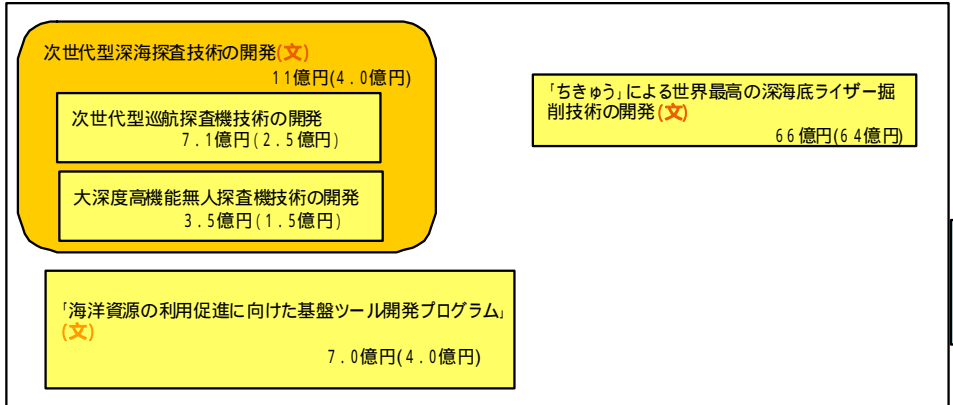 次世代型深海探査技術の開発(文)
11億円(4.0億円)
次世代型巡航探査機技術の開発
7.1億円(2.5億円)
大深度高機能無人探査機技術の開発
3.5億円(1.5億円)
「ちきゅう」による世界最高の深海底ライザー掘
削技術の開発(文)
66億円(64億円)
「海洋資源の利用促進に向けた基盤ツール開発プログラム」
(文)
7.0億円(4.0億円)